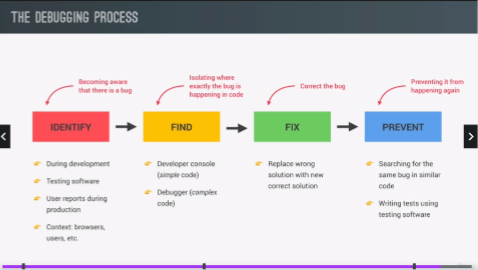 THE DEBUGGING PROCESS
Becoming aware
that there is a bug
Isolating where
exactly the bug is
happening in code
Correct the bug
Preventing it from
happening again
IDENTIFY
FIND
FIX
PREVENT
During development
Testing software
User reports during
production
Context: browsers,
users, etc.
Developer console
(simple code)
Debugger (complex
code)
Replace wrong
solution with new
correct solution
Searching for the
same bug in similar
code
Writing tests using
testing software